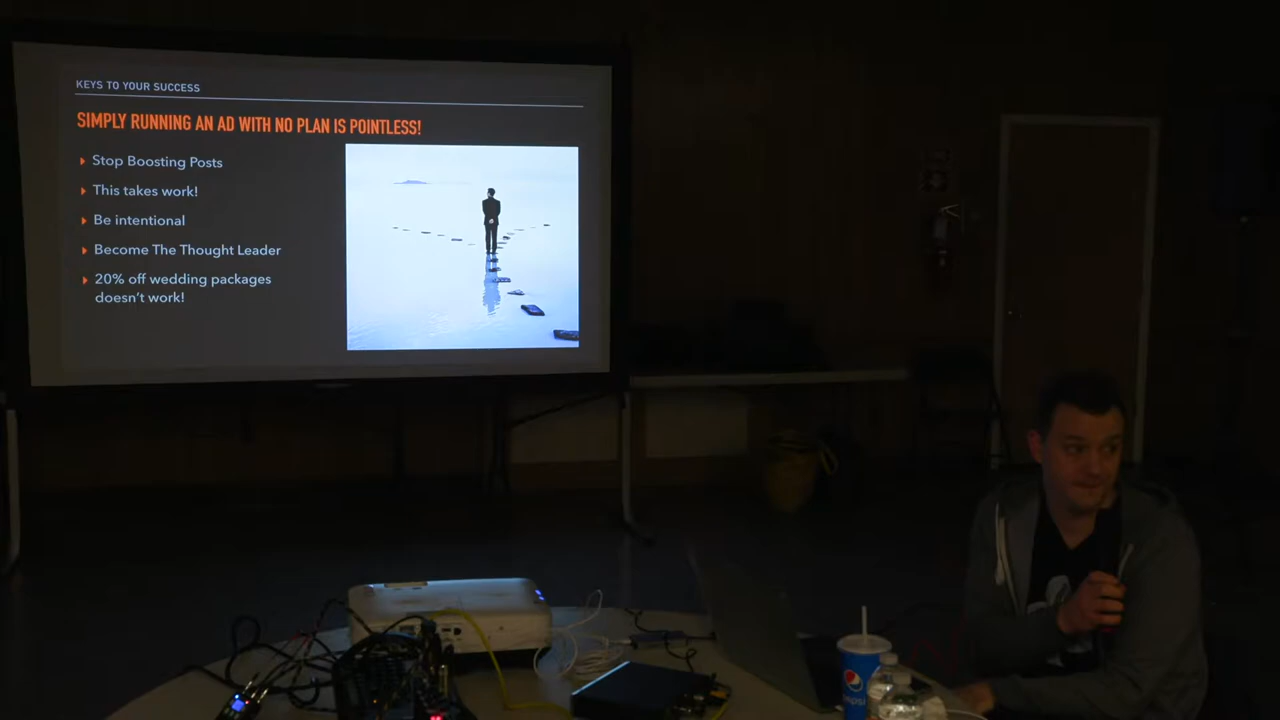 KEYS TO YOUR SUCCESS
SIMPLY RUNNING AN AD WITH NO PLAN IS POINTLESS!
Stop Boosting Posts
This takes work!
Be intentional
Become The Thought Leader
20% off wedding packages
doesn't work!
pepsi